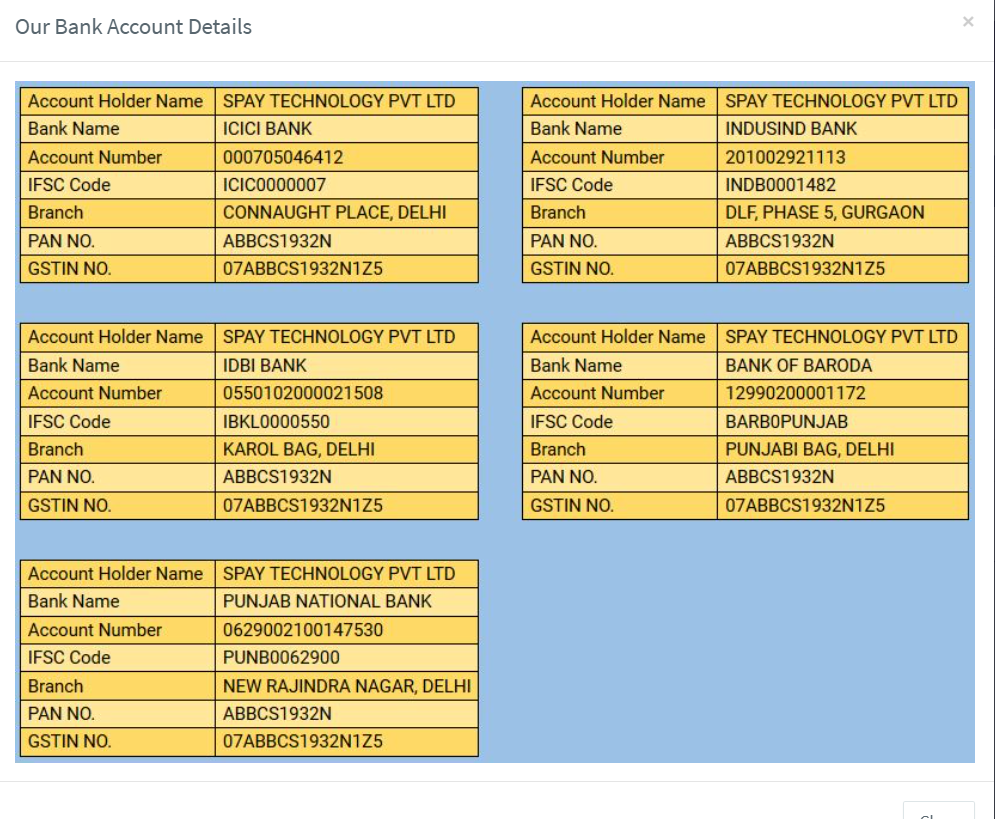 Our Bank Account Details
×
Account Holder Name SPAY TECHNOLOGY PVT LTD
Bank Name ICICI BANK
Account Number 000705046412
IFSC Code ICIC0000007
Branch CONNAUGHT PLACE, DELHI
PAN NO. ABBCS1932N
GSTIN NO. 07ABBCS1932N1Z5
Account Holder Name SPAY TECHNOLOGY PVT LTD
Bank Name INDUSIND BANK
Account Number 201002921113
IFSC Code INDB0001482
Branch DLF, PHASE 5, GURGAON
PAN NO. ABBCS1932N
GSTIN NO. 07ABBCS1932N1Z5
Account Holder Name SPAY TECHNOLOGY PVT LTD
Bank Name IDBI BANK
Account Number 0550102000021508
IFSC Code IBKL0000550
Branch KAROL BAG, DELHI
PAN NO. ABBCS1932N
GSTIN NO. 07ABBCS1932N1Z5
Account Holder Name SPAY TECHNOLOGY PVT LTD
Bank Name BANK OF BARODA
Account Number 12990200001172
IFSC Code BARB0PUNJAB
Branch PUNJABI BAG, DELHI
PAN NO. ABBCS1932N
GSTIN NO. 07ABBCS1932N1Z5
Account Holder Name SPAY TECHNOLOGY PVT LTD
Bank Name PUNJAB NATIONAL BANK
Account Number 0629002100147530
IFSC Code PUNB0062900
Branch NEW RAJINDRA NAGAR, DELHI
PAN NO. ABBCS1932N
GSTIN NO. 07ABBCS1932N1Z5